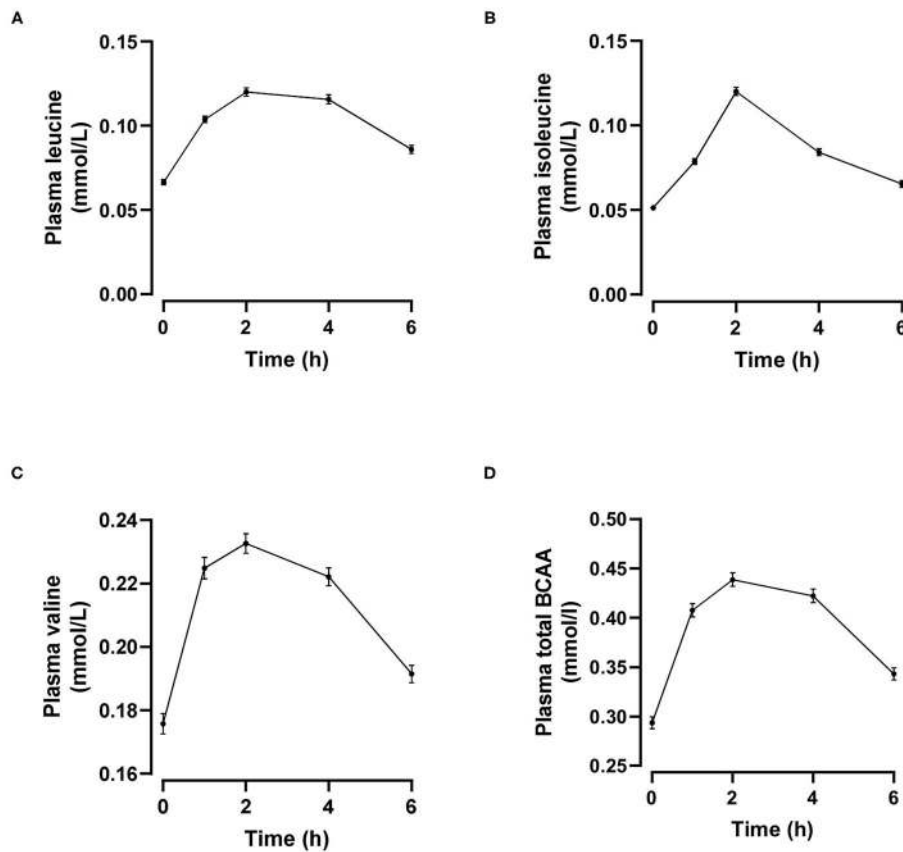 A
Plasma leucine
(mmol/L)
0.15
0.10
0.05
0.00
0
2
4
6
Time (h)
B
Plasma isoleucine
(mmol/L)
0.15
0.10
0.05
0.00
0
2
4
6
Time (h)
C
Plasma valine
(mmol/L)
0.24
0.22
0.20
0.18
0.16
0
2
4
6
Time (h)
D
Plasma total BCAA
(mmol/l)
0.50
0.45
0.40
0.35
0.30
0.25
0
2
4
6
Time (h)